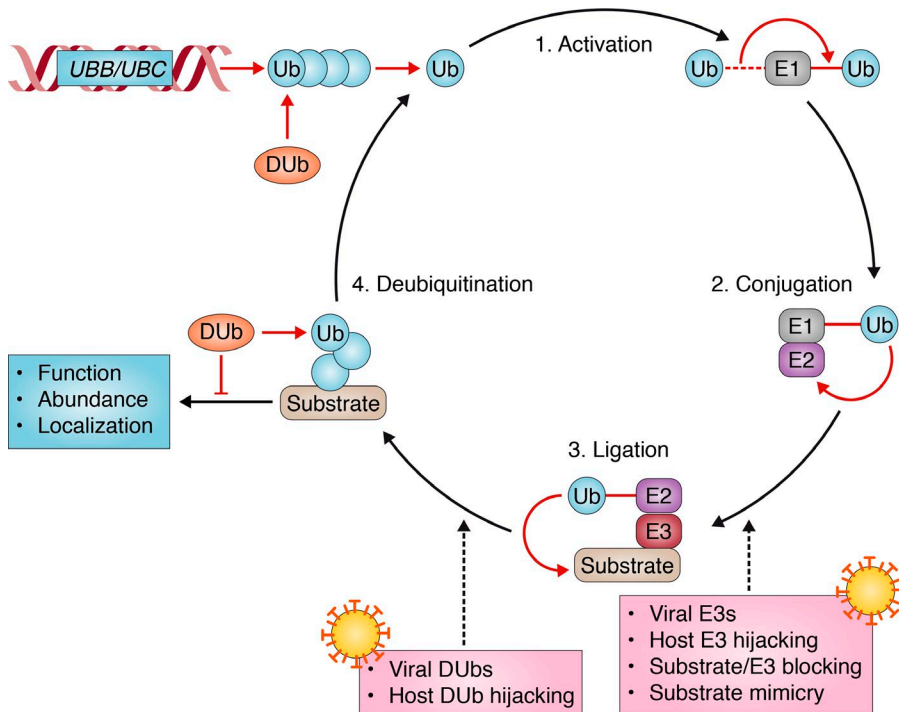 1. Activation
UBB/UBC
Ub
Ub
Ub
E1
Ub
DUb
2. Conjugation
E1
Ub
E2
4. Deubiquitination
DUb
Ub
• Function
• Abundance
• Localization
Substrate
3. Ligation
Ub
E2
E3
Substrate
• Viral E3s
• Host E3 hijacking
• Substrate/E3 blocking
• Substrate mimicry
• Viral DUbs
• Host DUb hijacking